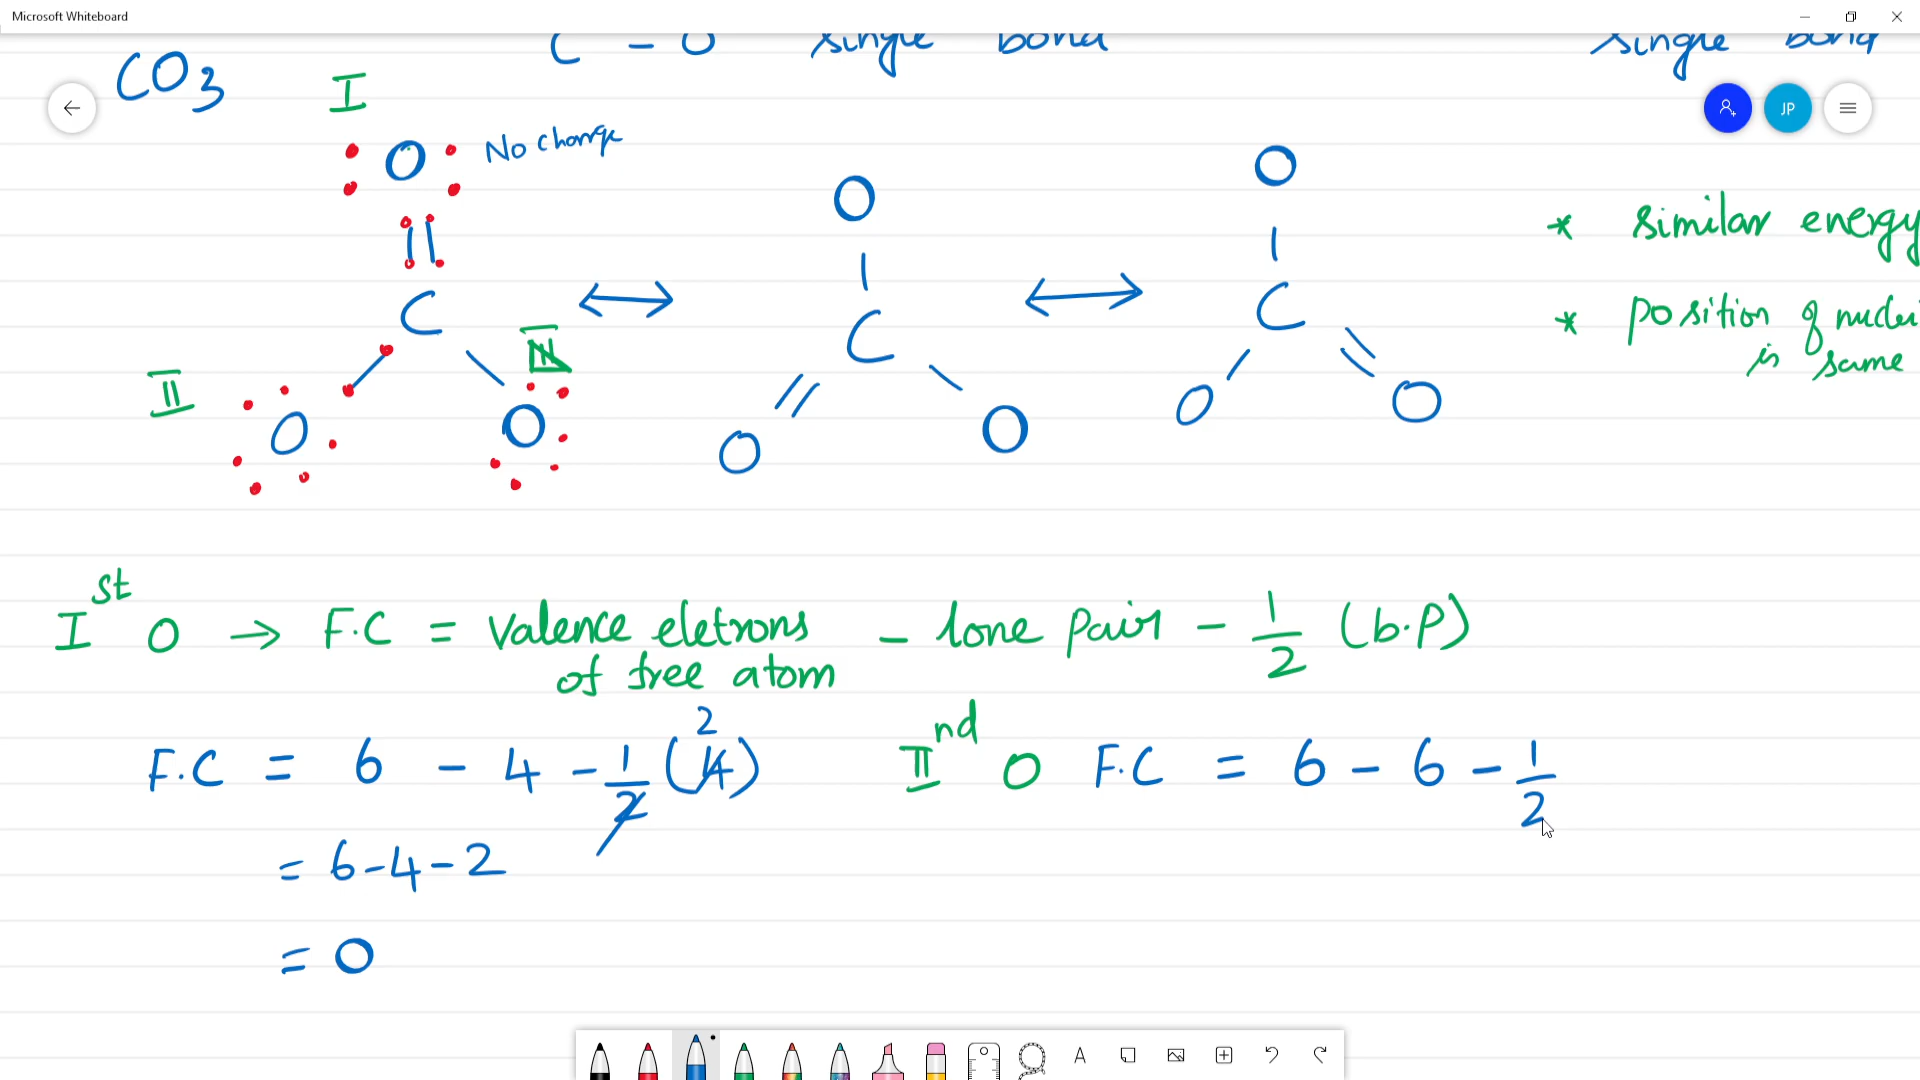 Microsoft Whiteboard
C - O single bond
single bond
CO3
I
JP
O No charge
O
O
similar energy
C
C
C
* position of nuclei
is same
II
O
O
O
O
O
O
Ist O → F.C = Valence eletrons - lone pair - 1/2 (b.P)
of free atom
F.C = 6 - 4 - 1/2 (4) 2
IInd O F.C = 6 - 6 - 1/2
= 6-4-2
= 0
A